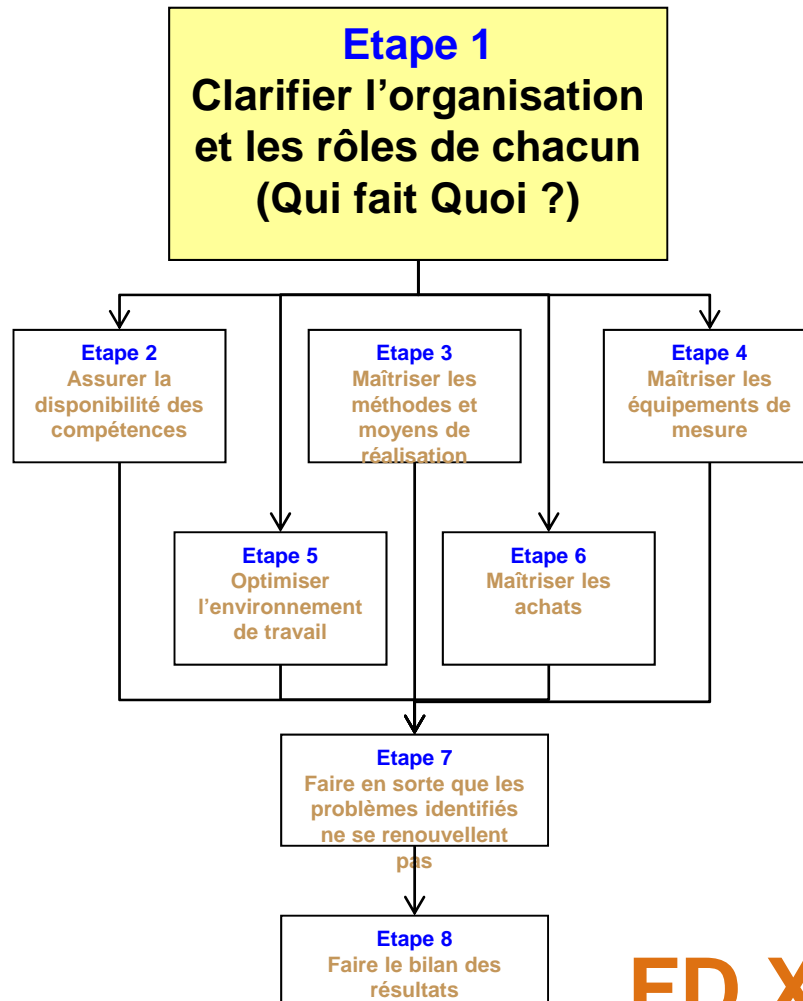 Etape 1
Clarifier l’organisation
et les rôles de chacun
(Qui fait Quoi ?)
Etape 2
Assurer la
disponibilité des
compétences
Etape 3
Maîtriser les
méthodes et
moyens de
réalisation
Etape 4
Maîtriser les
équipements de
mesure
Etape 5
Optimiser
l’environnement
de travail
Etape 6
Maîtriser les
achats
Etape 7
Faire en sorte que les
problèmes identifiés
ne se renouvellent
pas
Etape 8
Faire le bilan des
résultats
FD X